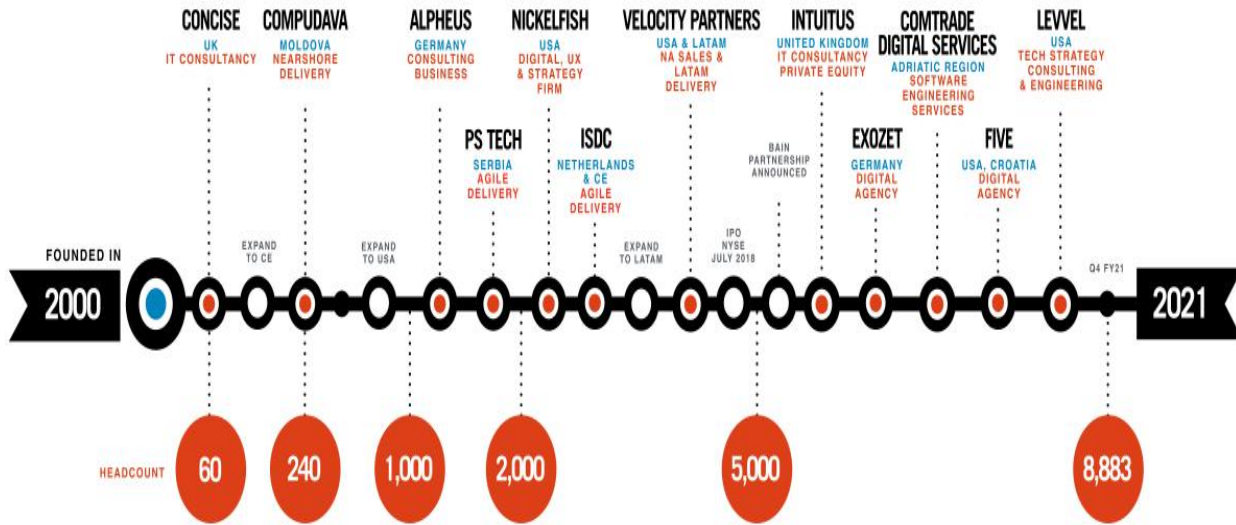 CONCISE
UK
IT CONSULTANCY
COMPUDAVA
MOLDOVA
NEARSHORE
DELIVERY
ALPHEUS
GERMANY
CONSULTING
BUSINESS
NICKELFISH
USA
DIGITAL, UX
& STRATEGY
FIRM
VELOCITY PARTNERS
USA & LATAM
NA SALES &
LATAM
DELIVERY
INTUITUS
UNITED KINGDOM
IT CONSULTANCY
PRIVATE EQUITY
COMTRADE
DIGITAL SERVICES
ADRIATIC REGION
SOFTWARE
ENGINEERING
SERVICES
LEVVEL
USA
TECH STRATEGY
CONSULTING
& ENGINEERING
PS TECH
SERBIA
AGILE
DELIVERY
ISDC
NETHERLANDS
& CE
AGILE
DELIVERY
BAIN
PARTNERSHIP
ANNOUNCED
EXOZET
GERMANY
DIGITAL
AGENCY
FIVE
USA, CROATIA
DIGITAL
AGENCY
FOUNDED IN
2000
EXPAND
TO CE
EXPAND
TO USA
EXPAND
TO LATAM
IPO
NYSE
JULY 2018
Q4 FY21
2021
HEADCOUNT
60
240
1,000
2,000
5,000
8,883